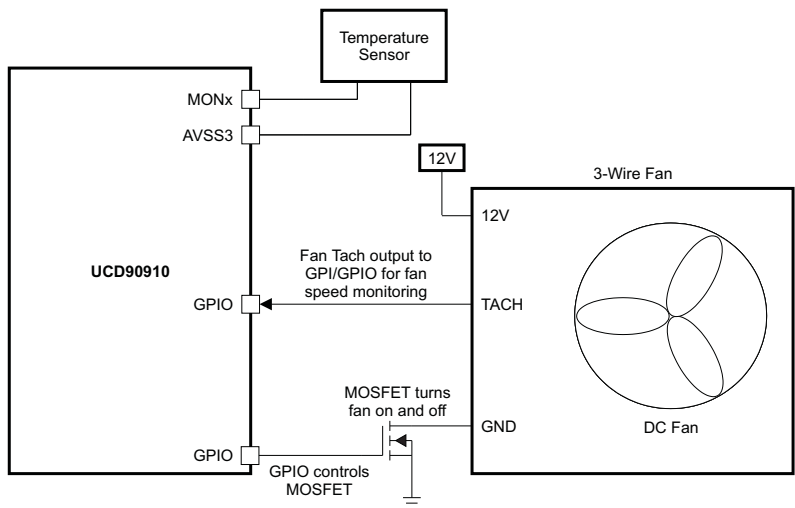 Temperature
Sensor
MONx
AVSS3
12V
3-Wire Fan
12V
Fan Tach output to
GPI/GPIO for fan
speed monitoring
UCD90910
GPIO
TACH
MOSFET turns
fan on and off
GND
DC Fan
GPIO
GPIO controls
MOSFET